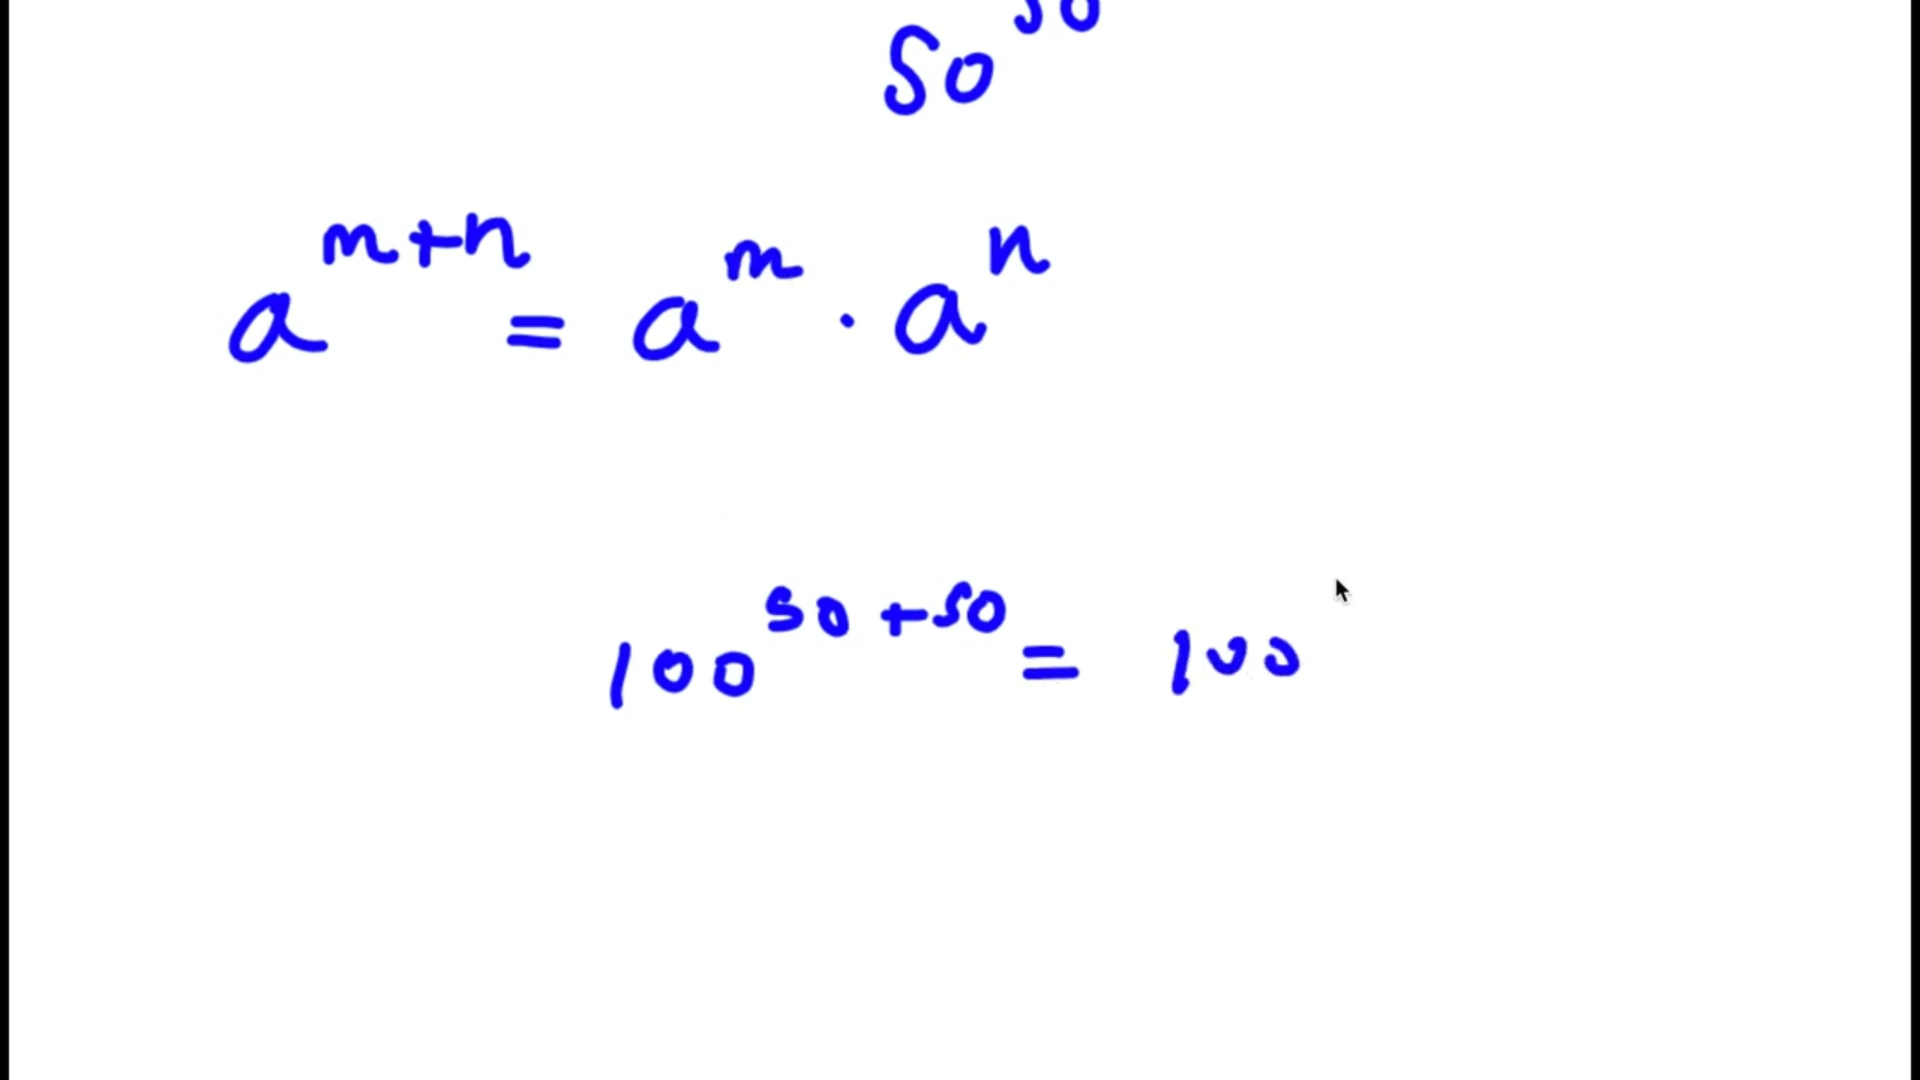 50^50
a^{m+n} = a^m · a^n
100^{50+50} = 100